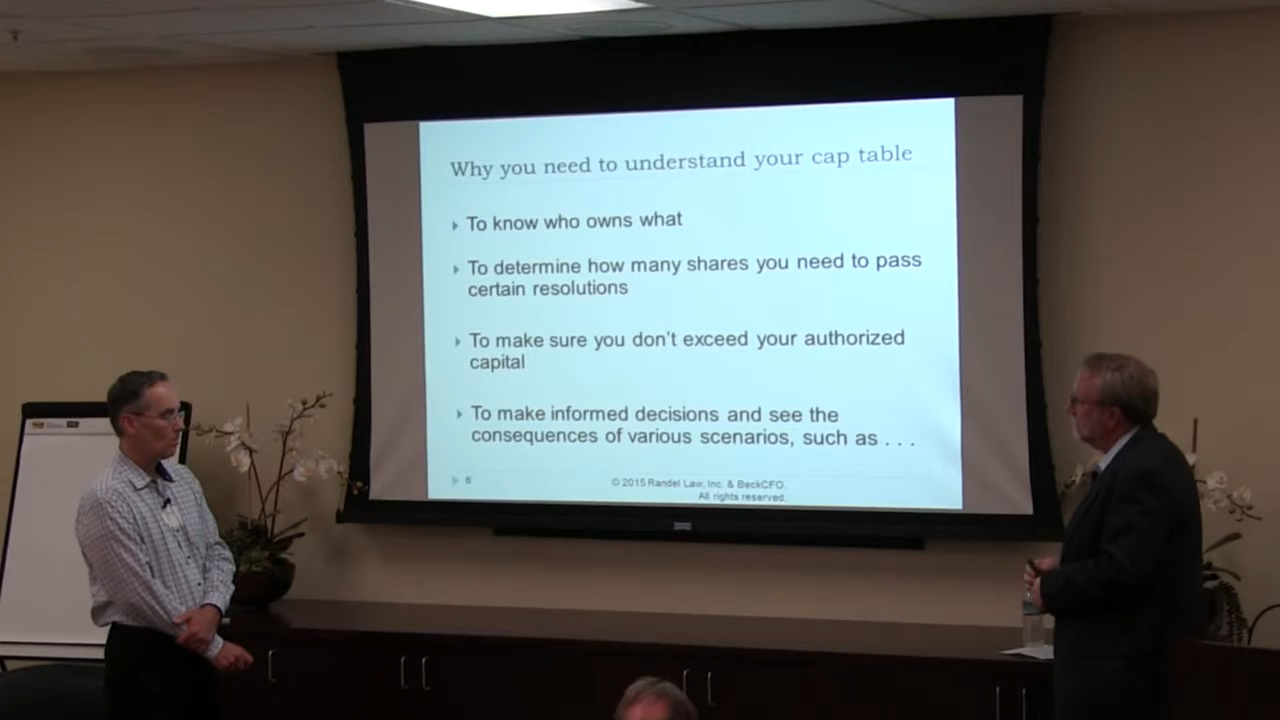 Why you need to understand your cap table
To know who owns what
To determine how many shares you need to pass
certain resolutions
To make sure you don't exceed your authorized
capital
To make informed decisions and see the
consequences of various scenarios, such as . . .
6
© 2015 Randel Law, Inc. & BeckCFO.
All rights reserved.